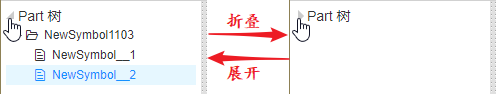 Part 树
NewSymbol1103
NewSymbol__1
NewSymbol__2
折叠
展开
Part 树